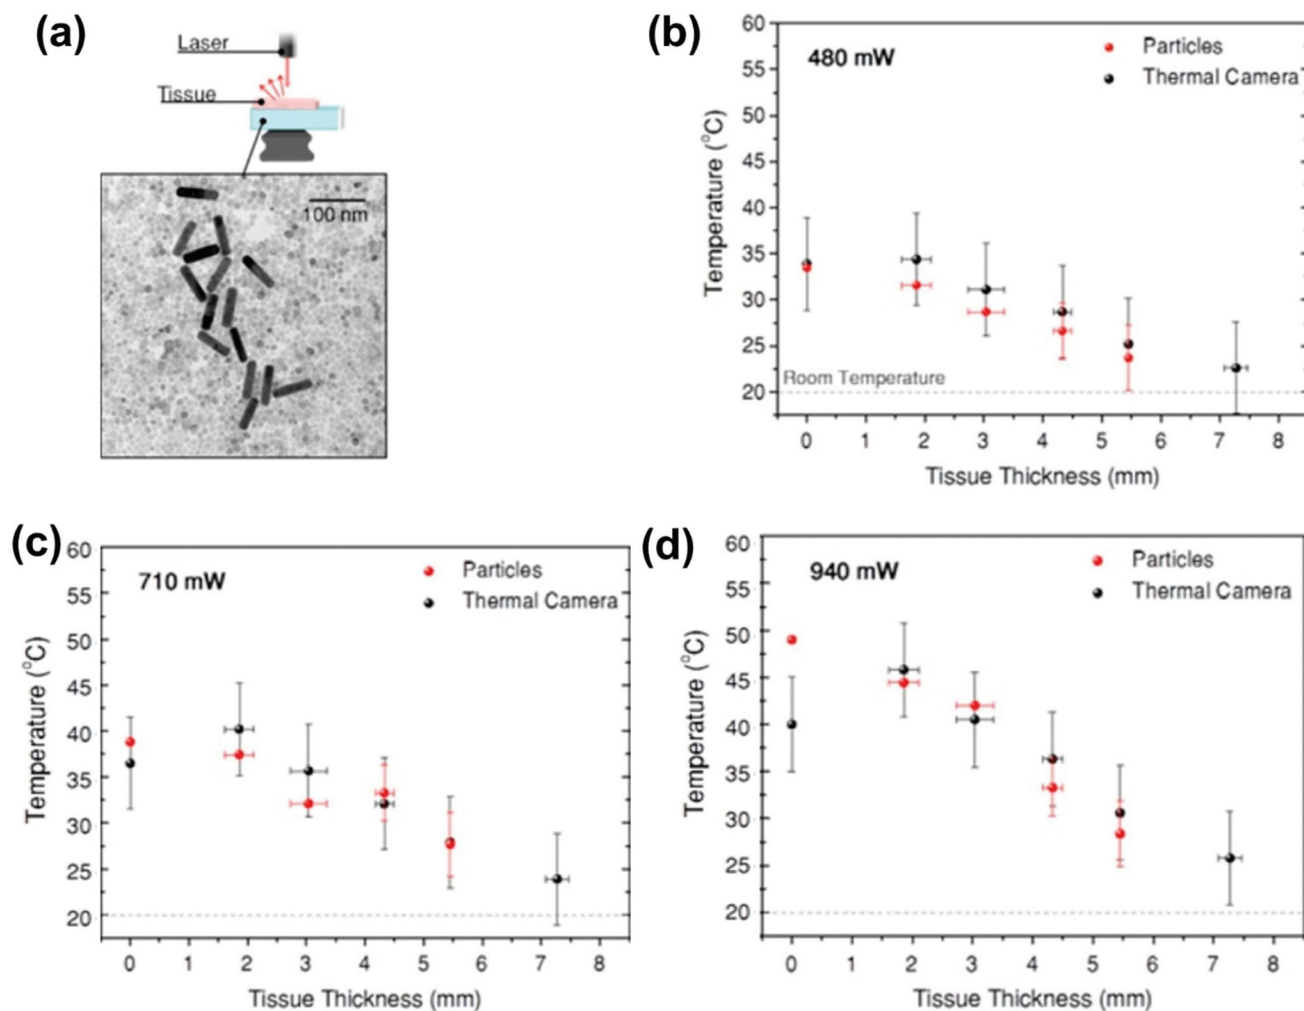 (a)
Laser
Tissue
100 nm
(b)
480 mW
Particles
Thermal Camera
Temperature (°C)
60
55
50
45
40
35
30
25
20
Room Temperature
0 1 2 3 4 5 6 7 8
Tissue Thickness (mm)
(c)
710 mW
Particles
Thermal Camera
Temperature (°C)
60
55
50
45
40
35
30
25
20
0 1 2 3 4 5 6 7 8
Tissue Thickness (mm)
(d)
940 mW
Particles
Thermal Camera
Temperature (°C)
60
55
50
45
40
35
30
25
20
0 1 2 3 4 5 6 7 8
Tissue Thickness (mm)